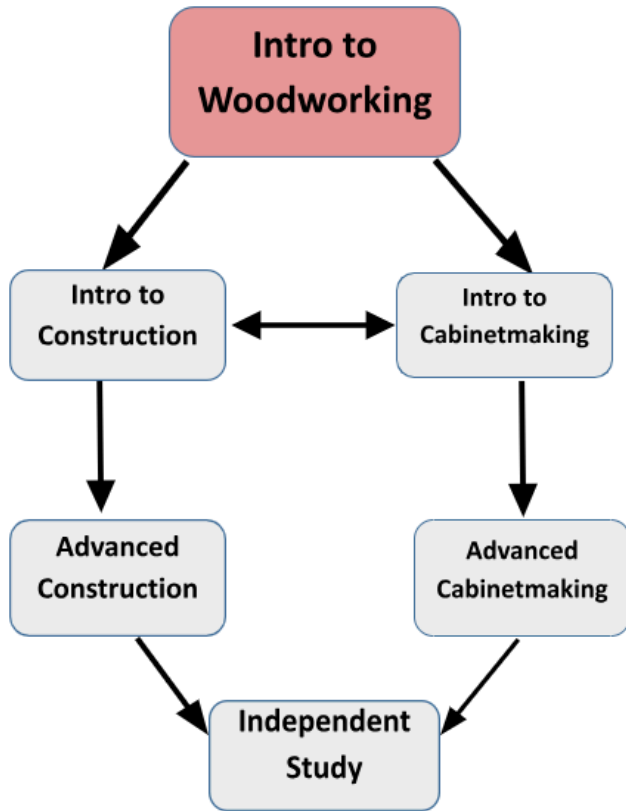 Intro to
Woodworking
Intro to
Construction
Intro to
Cabinetmaking
Advanced
Construction
Advanced
Cabinetmaking
Independent
Study